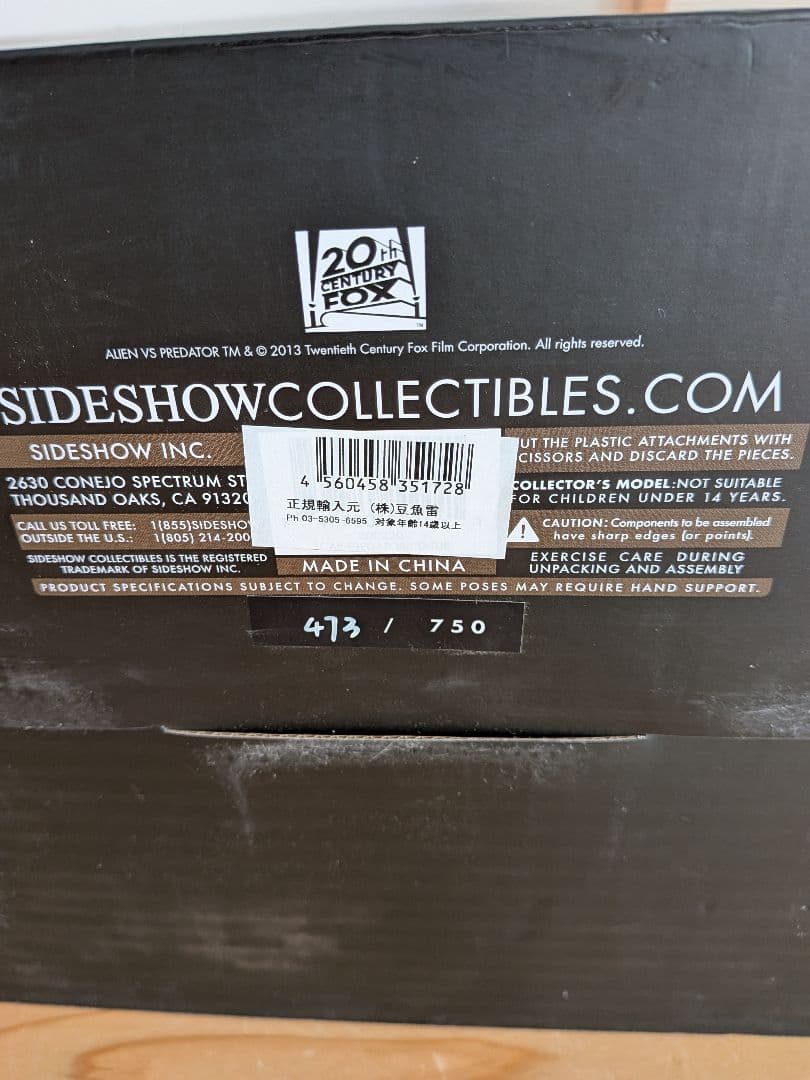 20th
CENTURY
FOX
TM
ALIEN VS PREDATOR TM & © 2013 Twentieth Century Fox Film Corporation. All rights reserved.
SIDESHOWCOLLECTIBLES.COM
SIDESHOW INC.
2630 CONEJO SPECTRUM ST
THOUSAND OAKS, CA 91320
CALL US TOLL FREE: 1(855)SIDESHO
OUTSIDE THE U.S.: 1(805) 214-200
SIDESHOW COLLECTIBLES IS THE REGISTERED
TRADEMARK OF SIDESHOW INC.
4 560458 351728
正規輸入元 (株)豆魚雷
Ph 03-5305-6595 対象年齢14歳以上
MADE IN CHINA
UT THE PLASTIC ATTACHMENTS WITH
CISSORS AND DISCARD THE PIECES.
COLLECTOR'S MODEL:NOT SUITABLE
FOR CHILDREN UNDER 14 YEARS.
CAUTION: Components to be assembled
have sharp edges (or points).
EXERCISE CARE DURING
UNPACKING AND ASSEMBLY
PRODUCT SPECIFICATIONS SUBJECT TO CHANGE. SOME POSES MAY REQUIRE HAND SUPPORT.
473 / 750